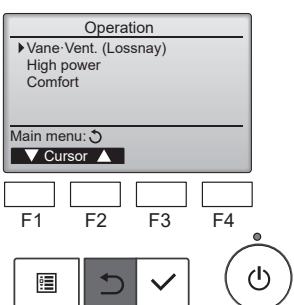 Operation
Vane·Vent. (Lossnay)
High power
Comfort
Main menu:
Cursor
F1 F2 F3 F4